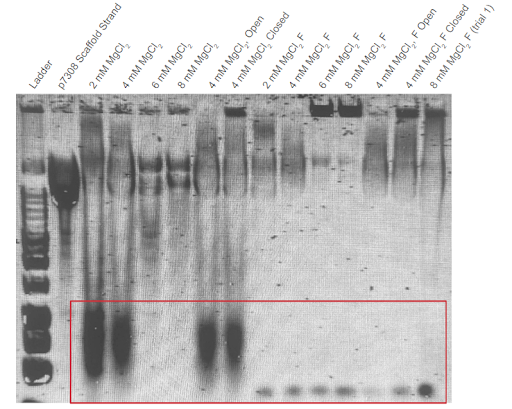 Ladder
p7308 Scaffold Strand
2 mM MgCl2
4 mM MgCl2
6 mM MgCl2
8 mM MgCl2
4 mM MgCl2, Open
4 mM MgCl2 Closed
2 mM MgCl2 F
4 mM MgCl2 F
6 mM MgCl2 F
8 mM MgCl2 F
4 mM MgCl2, F Open
4 mM MgCl2 F Closed
8 mM MgCl2 F (trial 1)